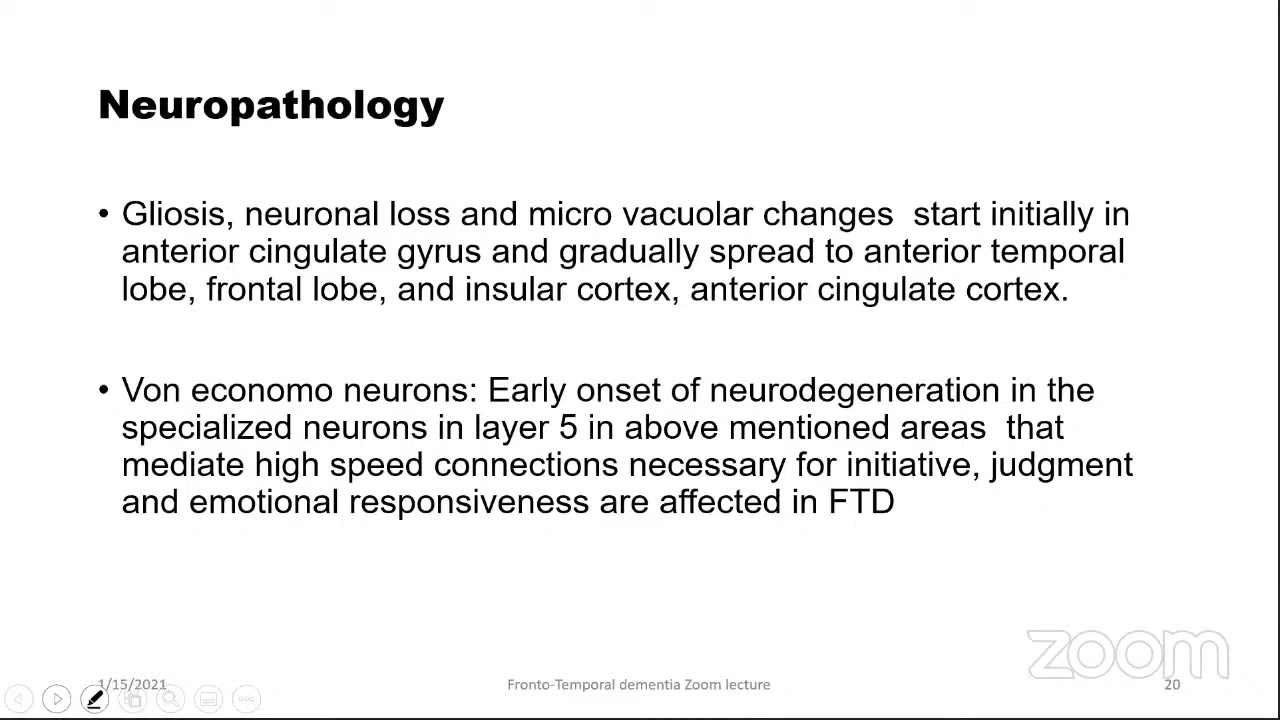 Neuropathology
• Gliosis, neuronal loss and micro vacuolar changes  start initially in
anterior cingulate gyrus and gradually spread to anterior temporal
lobe, frontal lobe, and insular cortex, anterior cingulate cortex.
• Von economo neurons: Early onset of neurodegeneration in the
specialized neurons in layer 5 in above mentioned areas  that
mediate high speed connections necessary for initiative, judgment
and emotional responsiveness are affected in FTD
zoom
1/15/2021
Fronto-Temporal dementia Zoom lecture
20